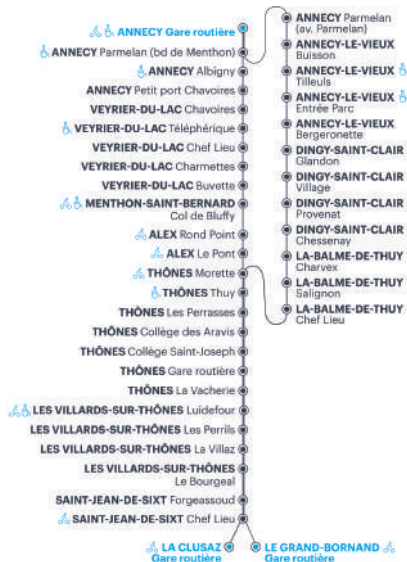 ANNECY Gare routière
ANNECY Parmelan (bd de Menthon)
ANNECY Albigny
ANNECY Petit port Chavoires
VEYRIER-DU-LAC Chavoires
VEYRIER-DU-LAC Téléphérique
VEYRIER-DU-LAC Chef Lieu
VEYRIER-DU-LAC Charmettes
VEYRIER-DU-LAC Buvette
MENTHON-SAINT-BERNARD
Col de Bluffy
ALEX Rond Point
ALEX Le Pont
THÔNES Morette
THÔNES Thuy
THÔNES Les Perrasses
THÔNES Collège des Aravis
THÔNES Collège Saint-Joseph
THÔNES Gare routière
THÔNES La Vacherie
LES VILLARDS-SUR-THÔNES Luidefour
LES VILLARDS-SUR-THÔNES Les Perrils
LES VILLARDS-SUR-THÔNES La Villaz
LES VILLARDS-SUR-THÔNES
Le Bourgeal
SAINT-JEAN-DE-SIXT Forgeassoud
SAINT-JEAN-DE-SIXT Chef Lieu
LA CLUSAZ
Gare routière
LE GRAND-BORNAND
Gare routière
ANNECY Parmelan
(av. Parmelan)
ANNECY-LE-VIEUX
Buisson
ANNECY-LE-VIEUX
Tilleuls
ANNECY-LE-VIEUX
Entrée Parc
ANNECY-LE-VIEUX
Bergeronette
DINGY-SAINT-CLAIR
Glandon
DINGY-SAINT-CLAIR
Village
DINGY-SAINT-CLAIR
Provenat
DINGY-SAINT-CLAIR
Chessenay
LA-BALME-DE-THUY
Charvex
LA-BALME-DE-THUY
Salignon
LA-BALME-DE-THUY
Chef Lieu